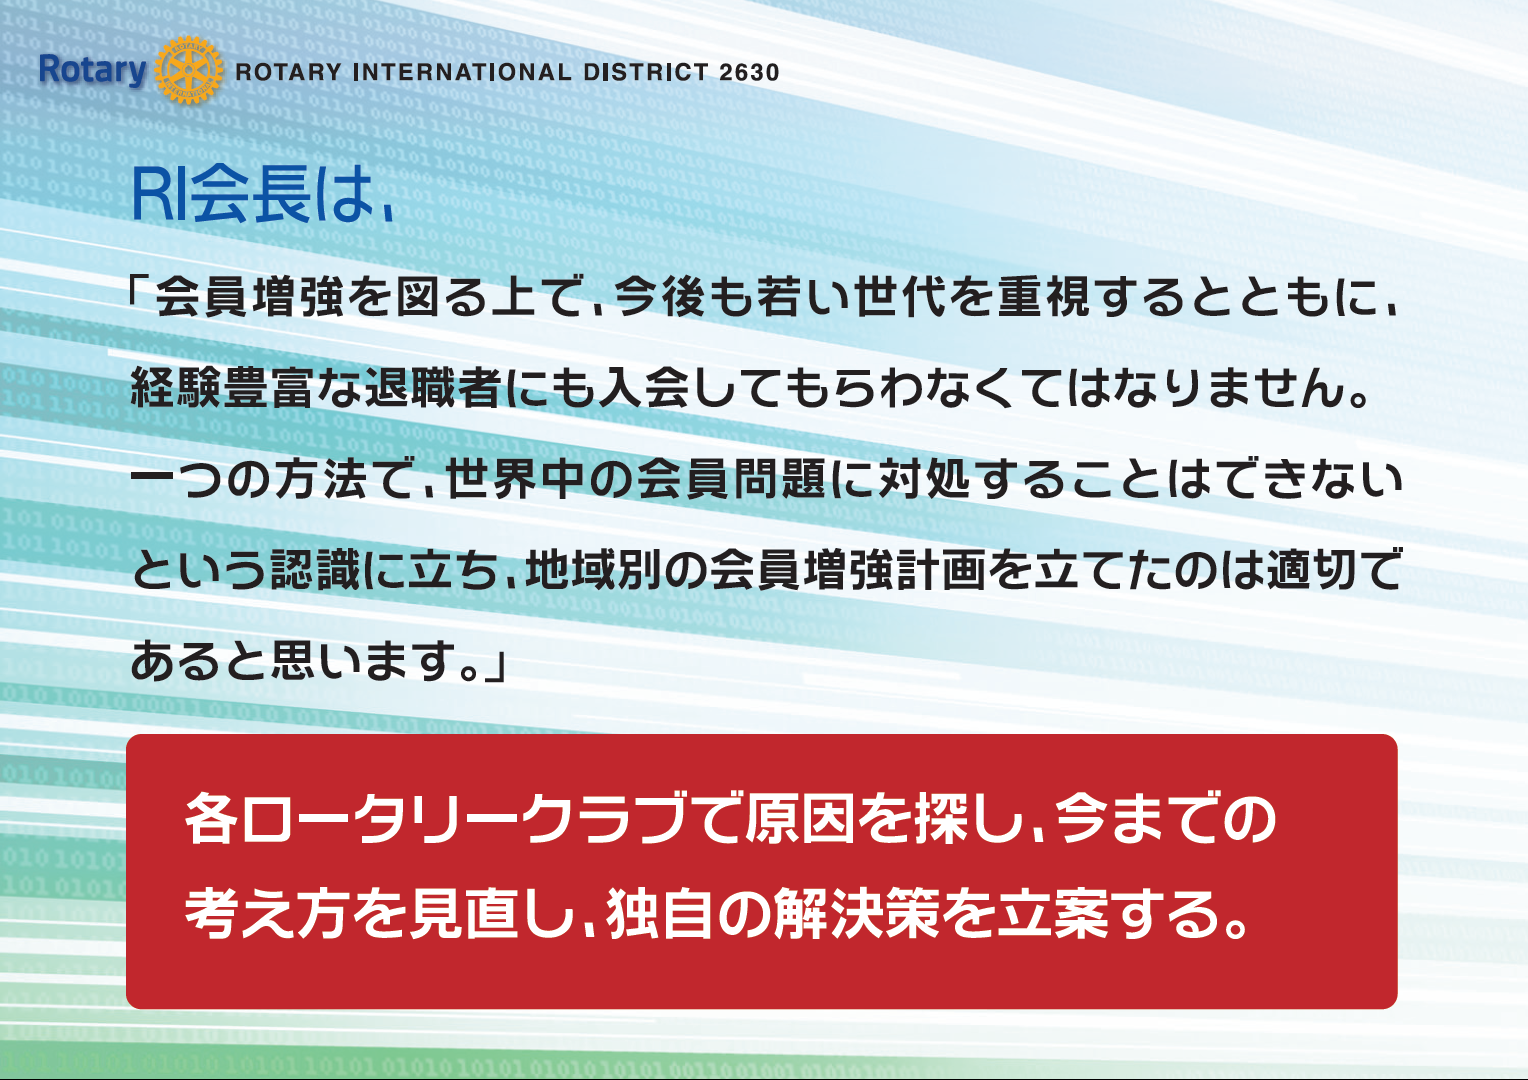 Rotary ROTARY INTERNATIONAL DISTRICT 2630
RI会長は、
「会員増強を図る上で、今後も若い世代を重視するとともに、
経験豊富な退職者にも入会してもらわなくてはなりません。
一つの方法で、世界中の会員問題に対処することはできない
という認識に立ち、地域別の会員増強計画を立てたのは適切で
あると思います。」
各ロータリークラブで原因を探し、今までの
考え方を見直し、独自の解決策を立案する。